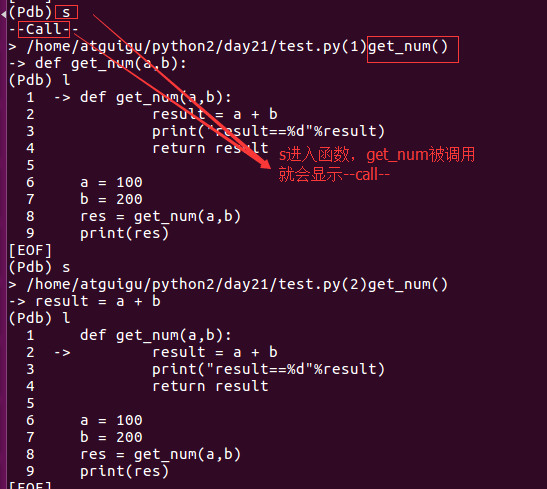 (Pdb) s
--Call--
> /home/atguigu/python2/day21/test.py(1)get_num()
-> def get_num(a,b):
(Pdb) l
  1  -> def get_num(a,b):
  2             result = a + b
  3             print("result==%d"%result)
  4             return result
s进入函数，get_num被调用
就会显示--call--
  5
  6     a = 100
  7     b = 200
  8     res = get_num(a,b)
  9     print(res)
[EOF]
(Pdb) s
> /home/atguigu/python2/day21/test.py(2)get_num()
-> result = a + b
(Pdb) l
  1     def get_num(a,b):
  2  ->         result = a + b
  3             print("result==%d"%result)
  4             return result
  5
  6     a = 100
  7     b = 200
  8     res = get_num(a,b)
  9     print(res)
[EOF]